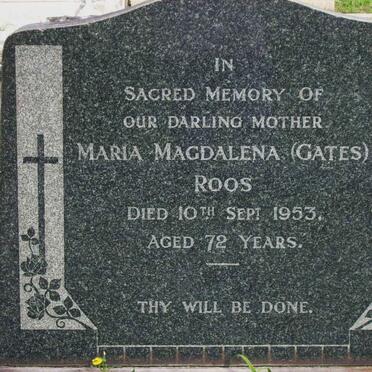 IN
SACRED MEMORY OF
OUR DARLING MOTHER
MARIA MAGDALENA (GATES)
ROOS
DIED 10TH SEPT 1953.
AGED 72 YEARS.
THY WILL BE DONE.